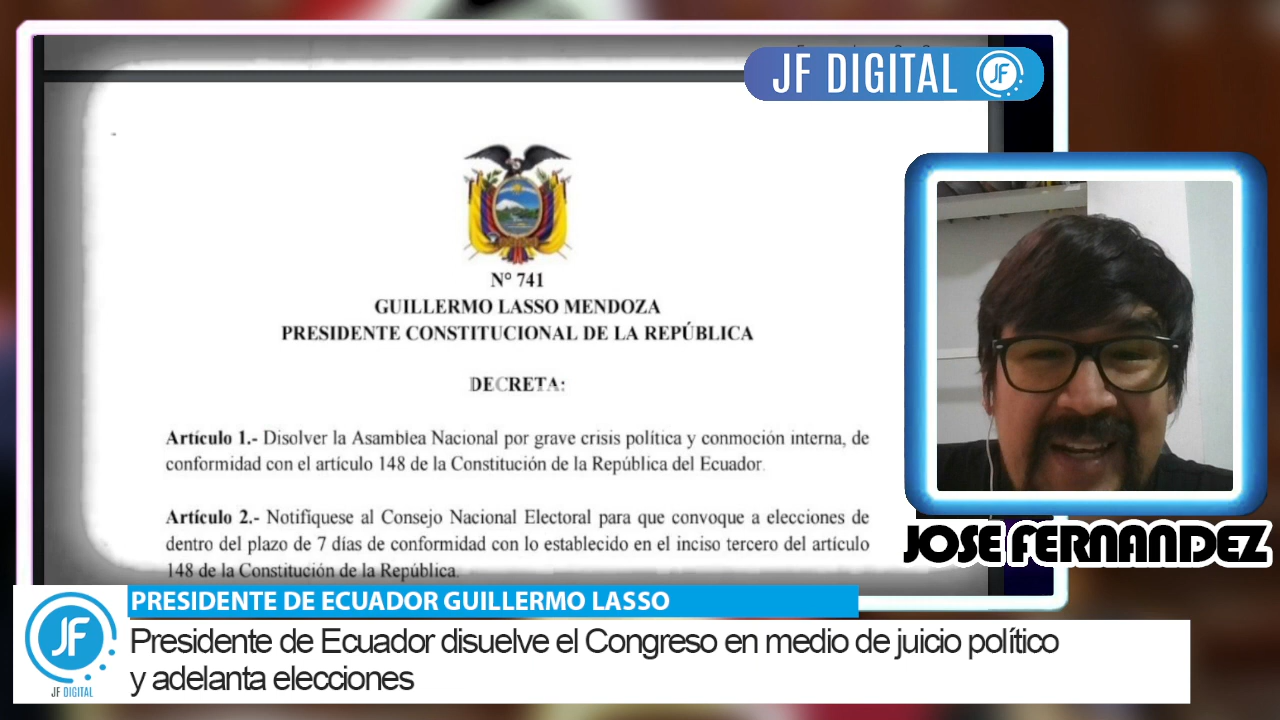 JF DIGITAL
JF
Nº 741
GUILLERMO LASSO MENDOZA
PRESIDENTE CONSTITUCIONAL DE LA REPÚBLICA
DECRETA:
Artículo 1.- Disolver la Asamblea Nacional por grave crisis política y conmoción interna, de
conformidad con el artículo 148 de la Constitución de la República del Ecuador.
Artículo 2.- Notifíquese al Consejo Nacional Electoral para que convoque a elecciones de
dentro del plazo de 7 días de conformidad con lo establecido en el inciso tercero del artículo
148 de la Constitución de la República.
JOSE FERNANDEZ
PRESIDENTE DE ECUADOR GUILLERMO LASSO
Presidente de Ecuador disuelve el Congreso en medio de juicio político
y adelanta elecciones
JF
JF DIGITAL